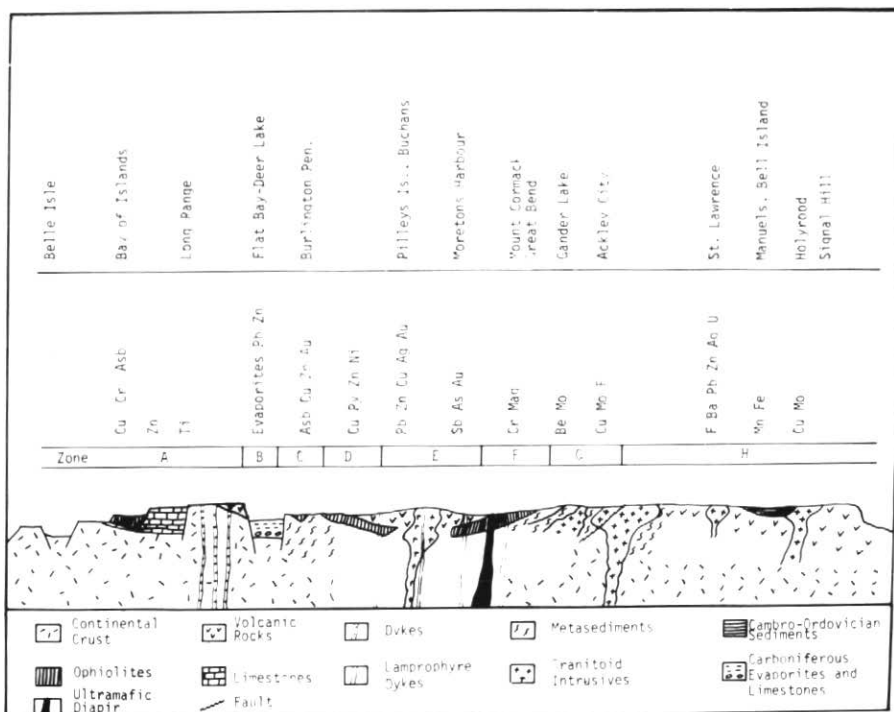 Belle Isle
Bay of Islands
Long Range
Flat Bay-Deer Lake
Burlington Pen.
Pilleys Isl., Buchans
Moretons Harbour
Mount Cormack
Great Bend
Gander Lake
Ackley City
St. Lawrence
Manuels, Bell Island
Holyrood
Signal Hill
Cu Cr Asb
Zn
Ti
Evaporites Pb Zn
Asb Cu Zn Au
Cu Py Zn Ni
Pb Zn Cu Ag Au
Sb As Au
Cr Mag
Be Mo
Cu Mo F
F Ba Pb Zn Ag U
Mn Fe
Cu Mo
Zone A B C D E F G H
Continental Crust
Volcanic Rocks
Dykes
Metasediments
Cambro-Ordovician Sediments
Ophiolites
Limestones
Lamprophyre Dykes
Granitoid Intrusives
Carboniferous Evaporites and Limestones
Ultramafic Diapir
Fault